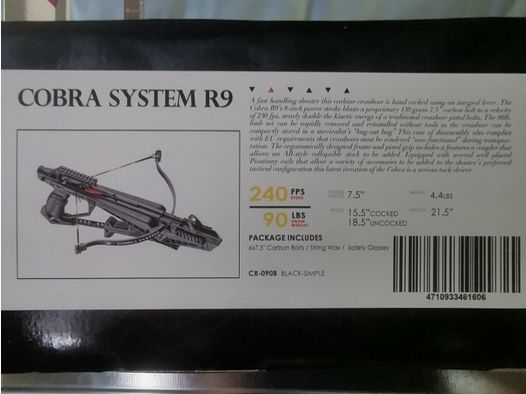 COBRA SYSTEM R9
A fast handling shooter this carbine crossbow is hand cocked using an integral lever. The
Cobra R9's 8-inch power stroke blasts a proprietary 130 grain 7.5" carbon bolt to a velocity
of 240 fps, nearly double the kinetic energy of a traditional crossbow pistol bolts. The 90lb.
limb set can be rapidly removed and reinstalled without tools so the crossbow can be
compactly stored in a survivalist's "bug-out bag" This ease of disassembly also complies
with EU requirements that crossbows must be rendered "non-functional" during transpor-
tation. The ergonomically designed frame and pistol grip includes a features a coupler that
allows an AR-style collapsible stock to be added. Equipped with several well placed
Picatinny rails that allow a variety of accessories to be added to the shooter's preferred
tactical configuration this latest iteration of the Cobra is a serious tack-driver.
240 FPS SPEED
7.5"
4.4LBS
90 LBS DRAW WEIGHT
15.5"COCKED
18.5"UNCOCKED
21.5"
PACKAGE INCLUDES
6x7.5" Carbon Bolts / String Wax / Safety Glasses
CR-090B BLACK-SIMPLE
4710933461606